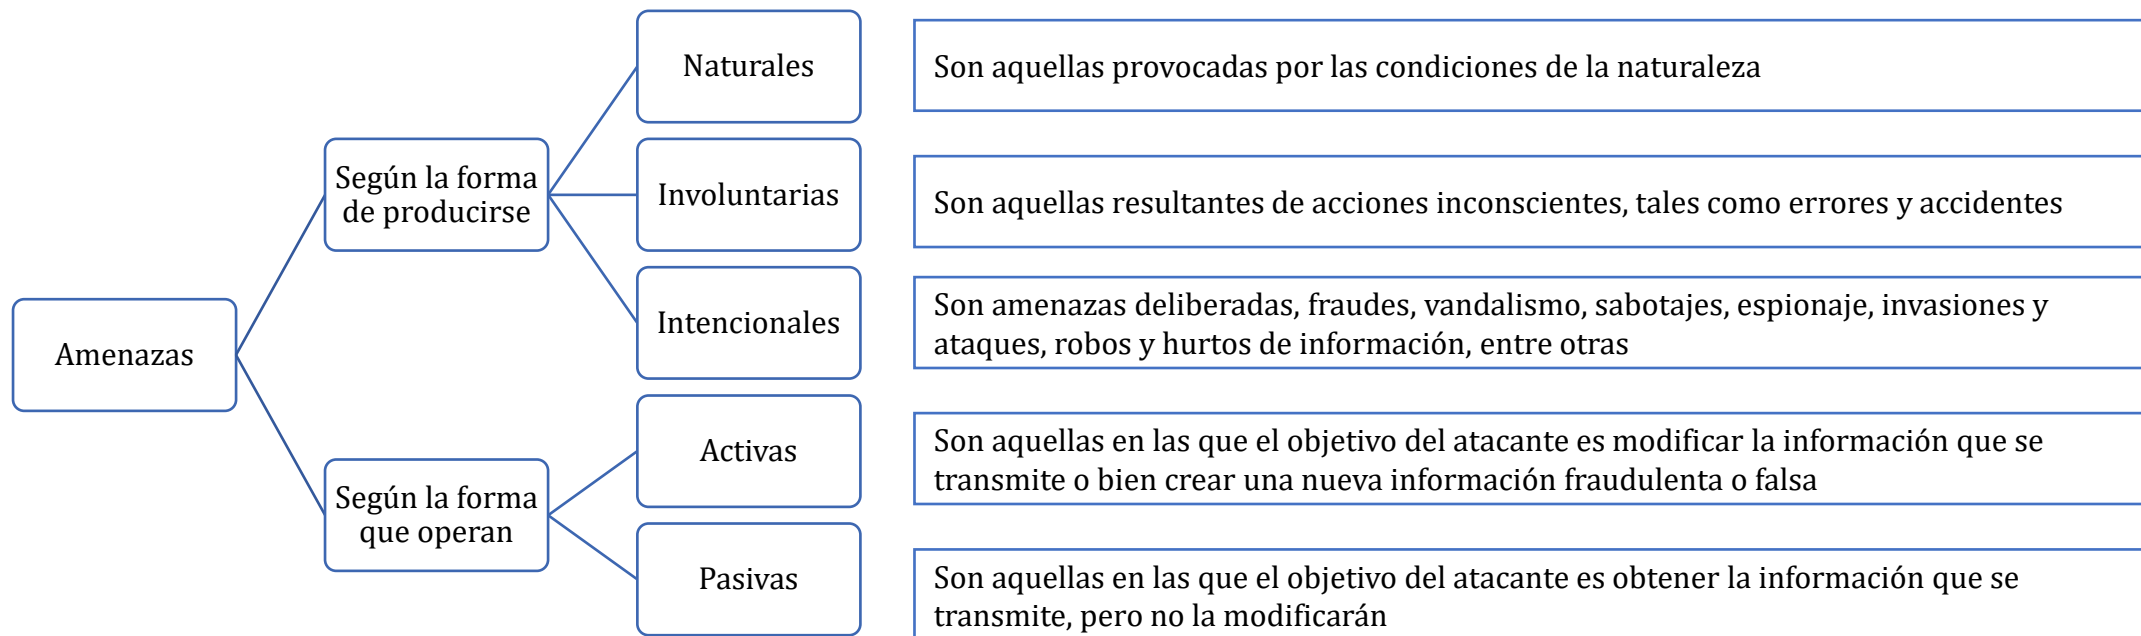 Amenazas
Según la forma
de producirse
Naturales
Son aquellas provocadas por las condiciones de la naturaleza
Involuntarias
Son aquellas resultantes de acciones inconscientes, tales como errores y accidentes
Intencionales
Son amenazas deliberadas, fraudes, vandalismo, sabotajes, espionaje, invasiones y
ataques, robos y hurtos de información, entre otras
Según la forma
que operan
Activas
Son aquellas en las que el objetivo del atacante es modificar la información que se
transmite o bien crear una nueva información fraudulenta o falsa
Pasivas
Son aquellas en las que el objetivo del atacante es obtener la información que se
transmite, pero no la modificarán